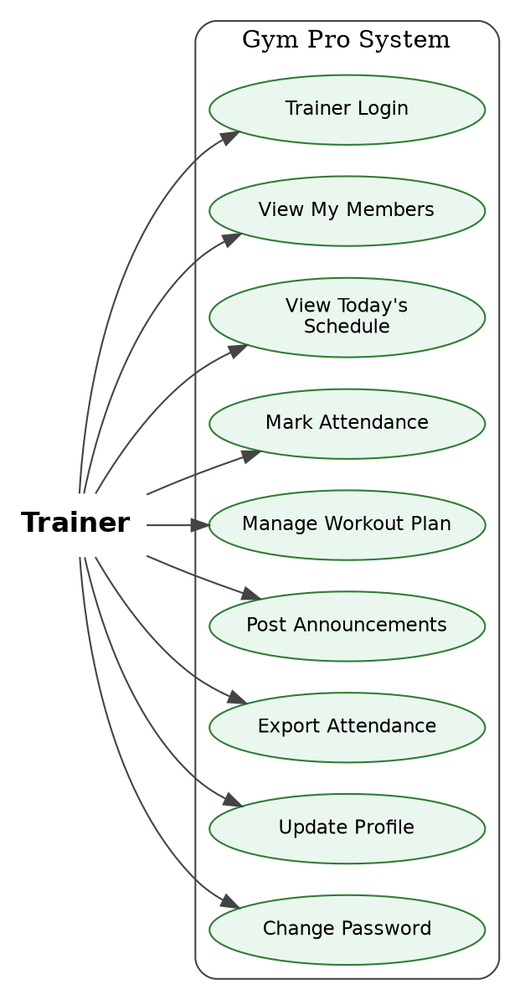 Gym Pro System
Trainer Login
View My Members
View Today's
Schedule
Mark Attendance
Trainer
Manage Workout Plan
Post Announcements
Export Attendance
Update Profile
Change Password